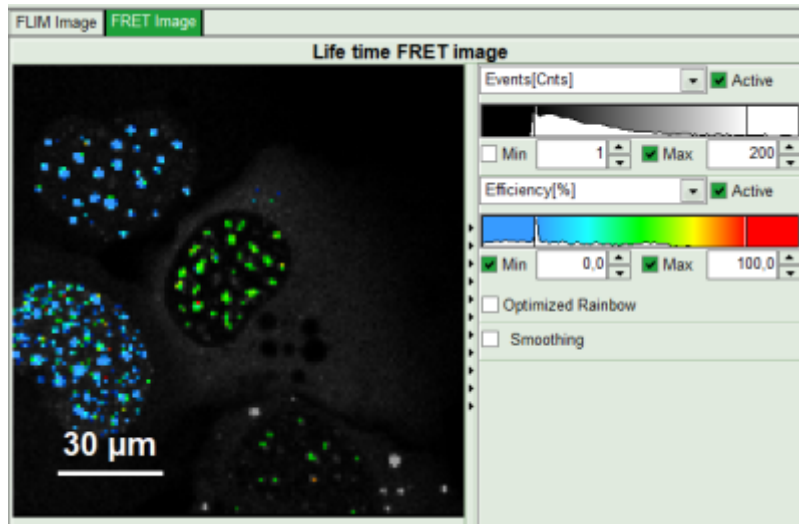 FLIM Image FRET Image
Life time FRET image
Events[Cnts] Active
Min 1 Max 200
Efficiency[%] Active
Min 0,0 Max 100,0
Optimized Rainbow
Smoothing
30 µm